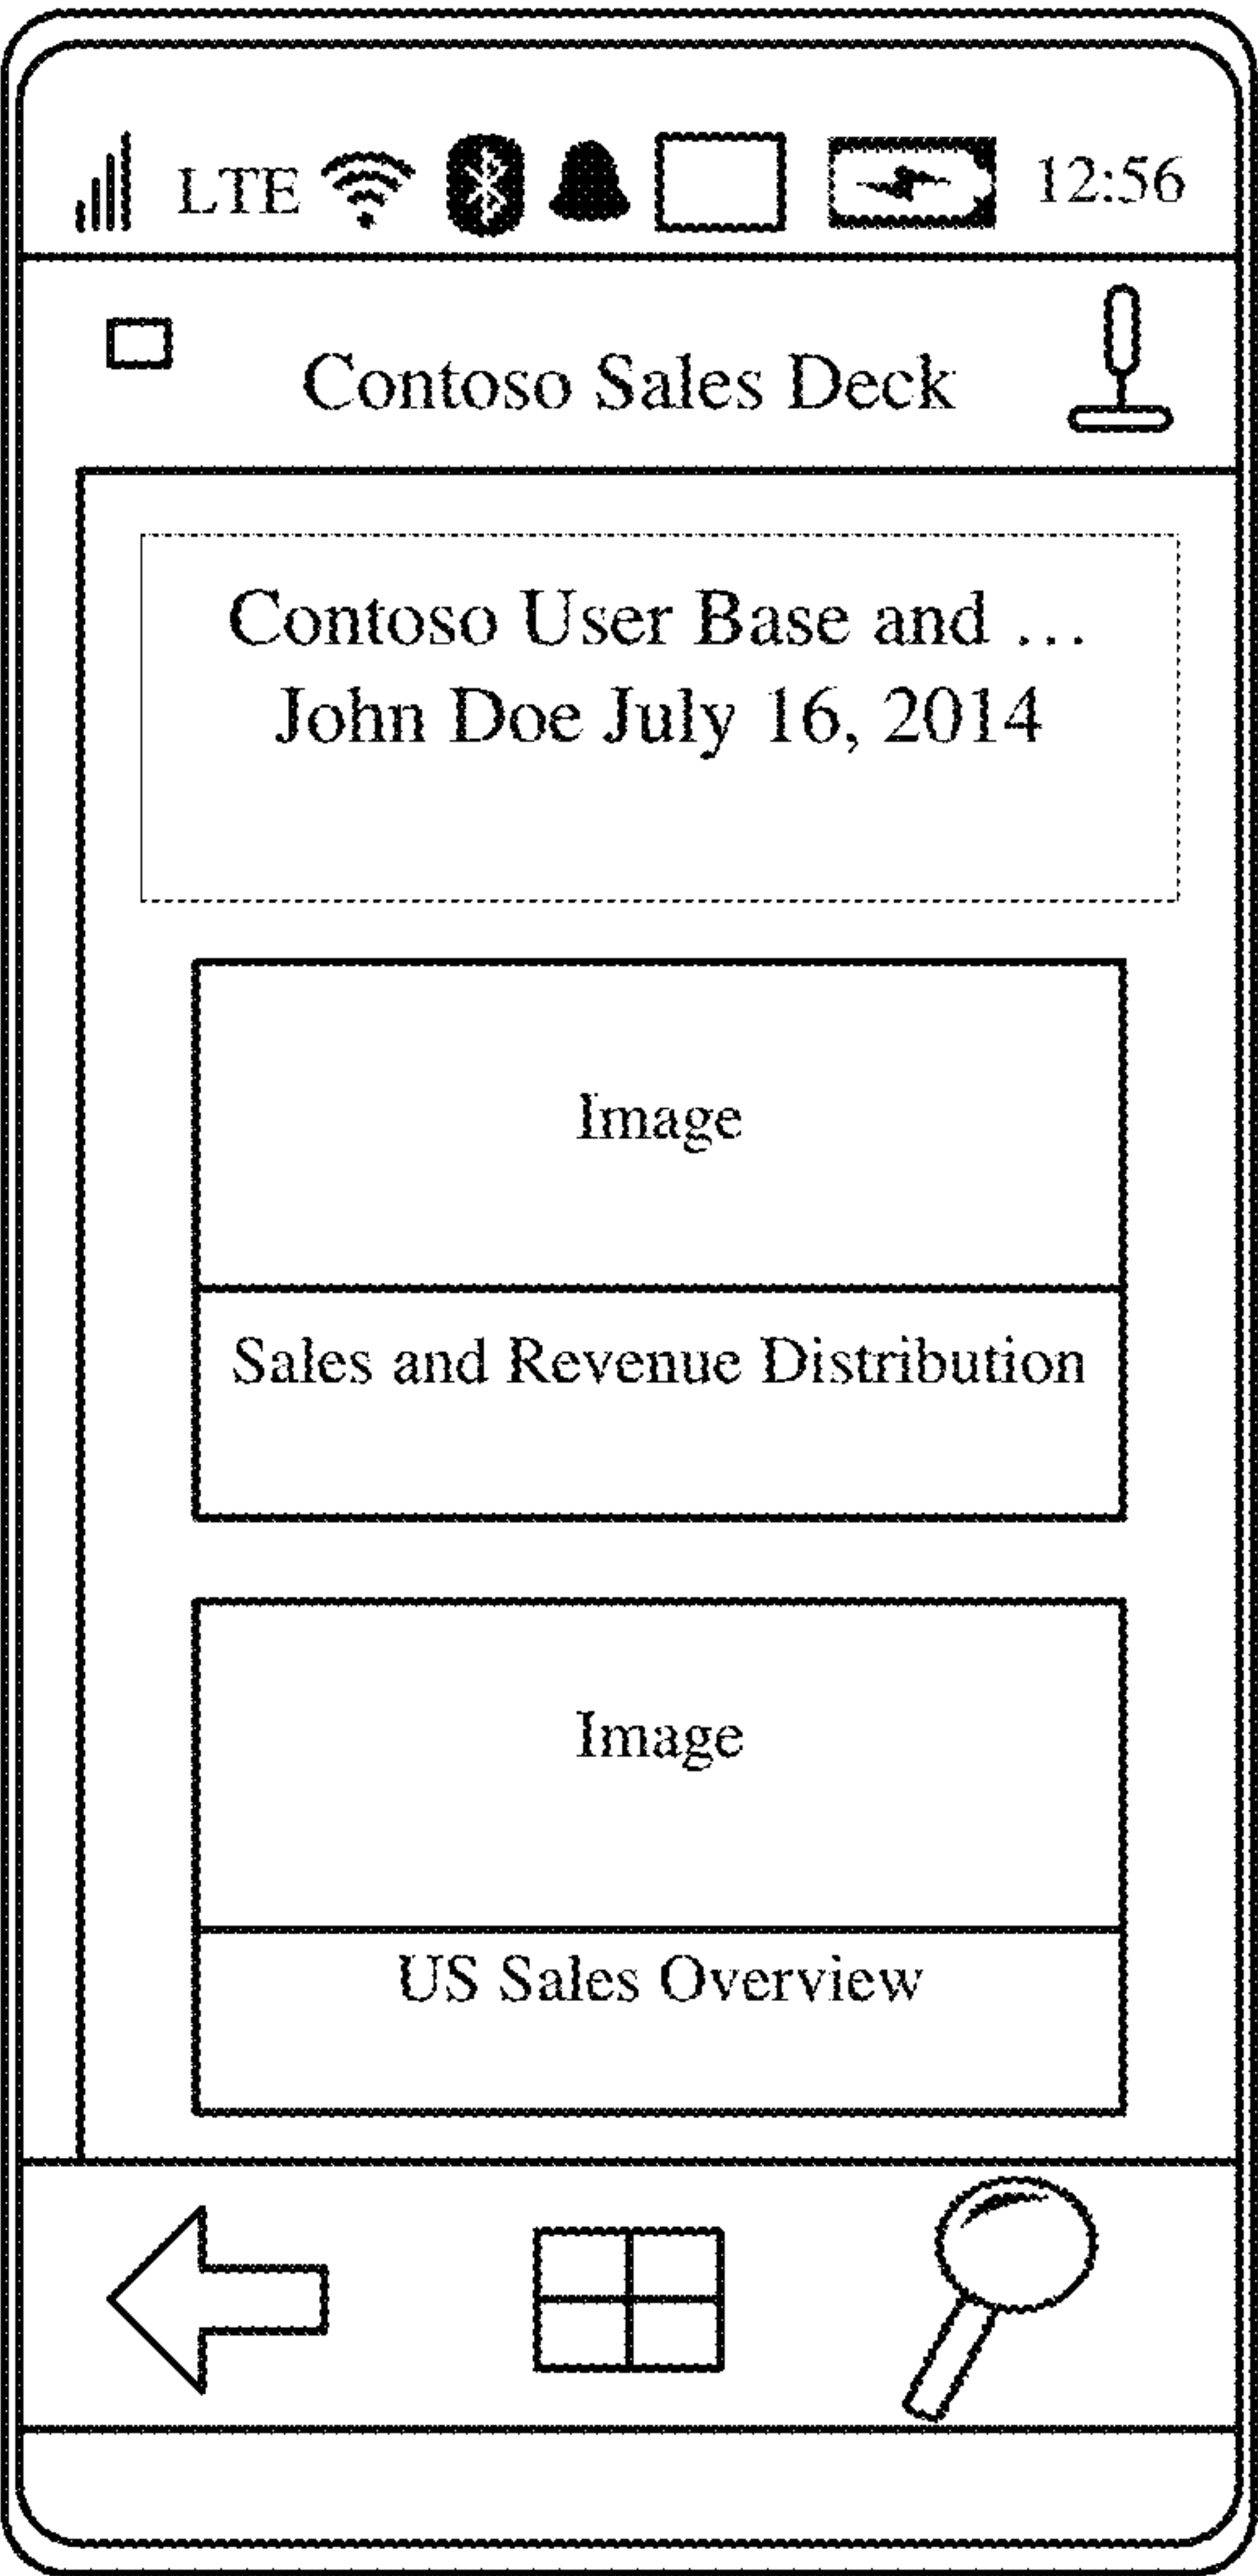 LTE 12:56
Contoso Sales Deck
Contoso User Base and ...
John Doe July 16, 2014
Image
Sales and Revenue Distribution
Image
US Sales Overview